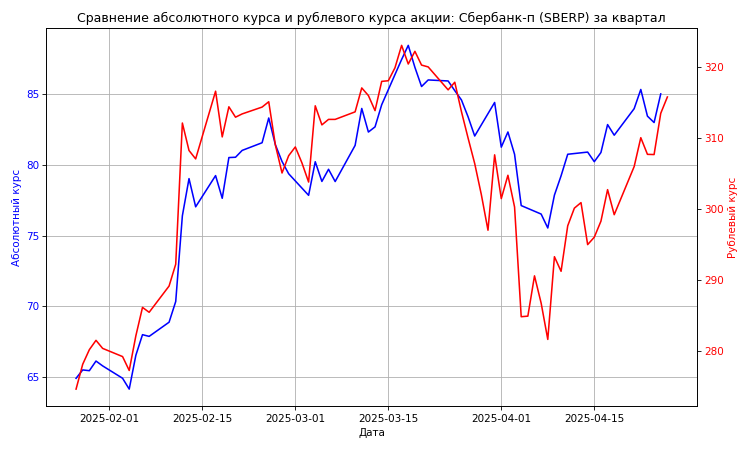 Сравнение абсолютного курса и рублевого курса акции: Сбербанк-п (SBERP) за квартал
Абсолютный курс
85
80
75
70
65
320
310
300
290
280
Рублевый курс
2025-02-01 2025-02-15 2025-03-01 2025-03-15 2025-04-01 2025-04-15
Дата